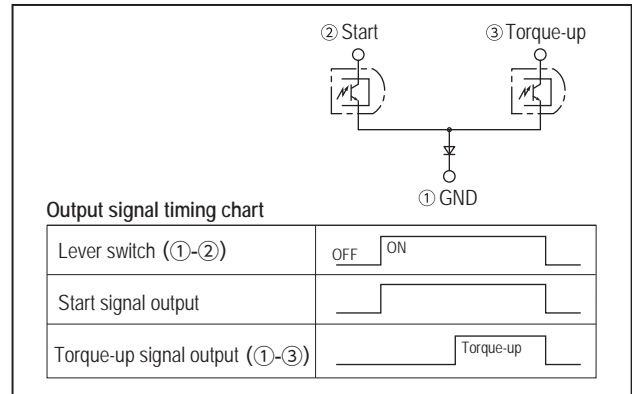 ② Start
③ Torque-up
① GND
Output signal timing chart
Lever switch (①-②)
OFF
ON
Start signal output
Torque-up signal output (①-③)
Torque-up